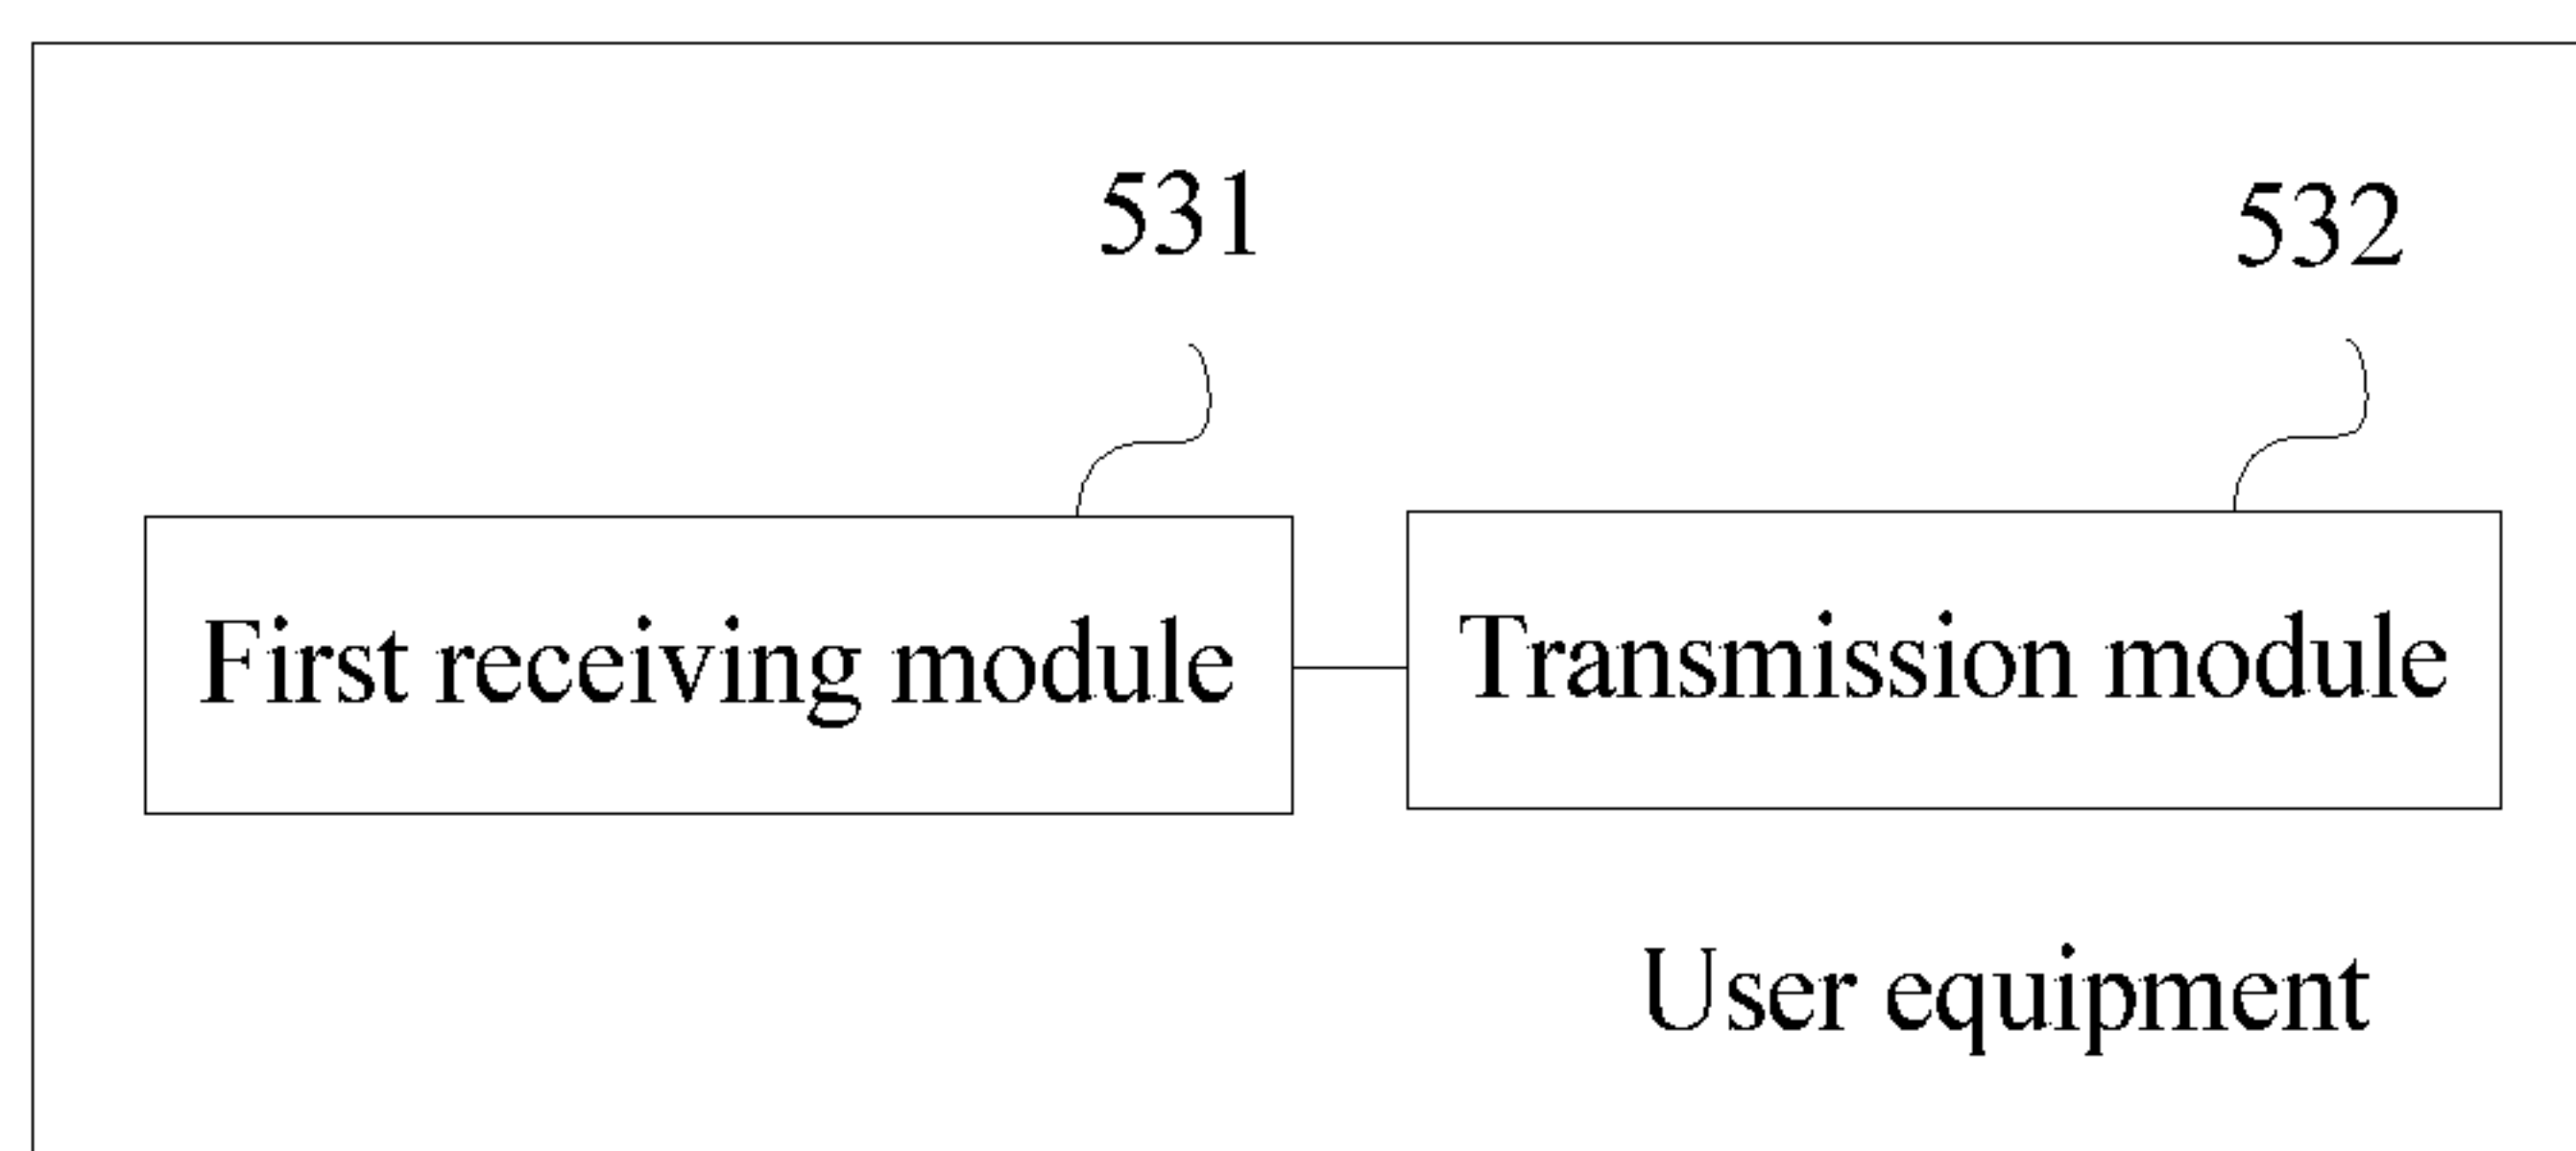 531
532
First receiving module
Transmission module
User equipment